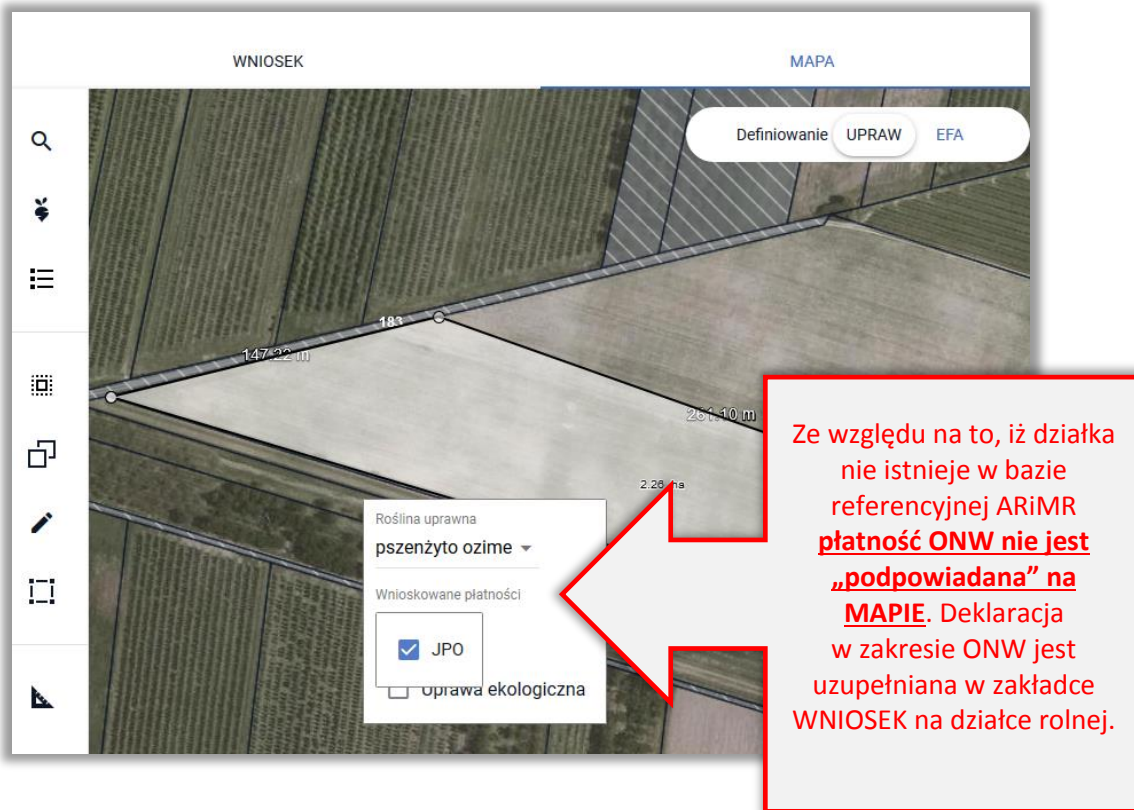 WNIOSEK
MAPA
Definiowanie UPRAW EFA
183
147.22 m
261.10 m
2.26 ha
Roślina uprawna
pszenżyto ozime
Wnioskowane płatności
JPO
Uprawa ekologiczna
Ze względu na to, iż działka
nie istnieje w bazie
referencyjnej ARiMR
płatność ONW nie jest
„podpowiadana” na
MAPIE. Deklaracja
w zakresie ONW jest
uzupełniana w zakładce
WNIOSEK na działce rolnej.